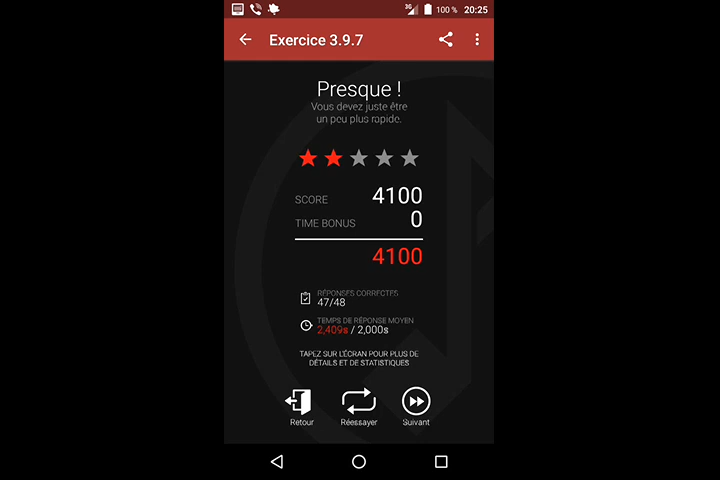 3G 100 % 20:25
Exercice 3.9.7
Presque !
Vous devez juste être
un peu plus rapide.
SCORE 4100
TIME BONUS 0
4100
RÉPONSES CORRECTES
47/48
TEMPS DE RÉPONSE MOYEN
2,409s / 2,000s
TAPEZ SUR L'ÉCRAN POUR PLUS DE
DÉTAILS ET DE STATISTIQUES
Retour Réessayer Suivant